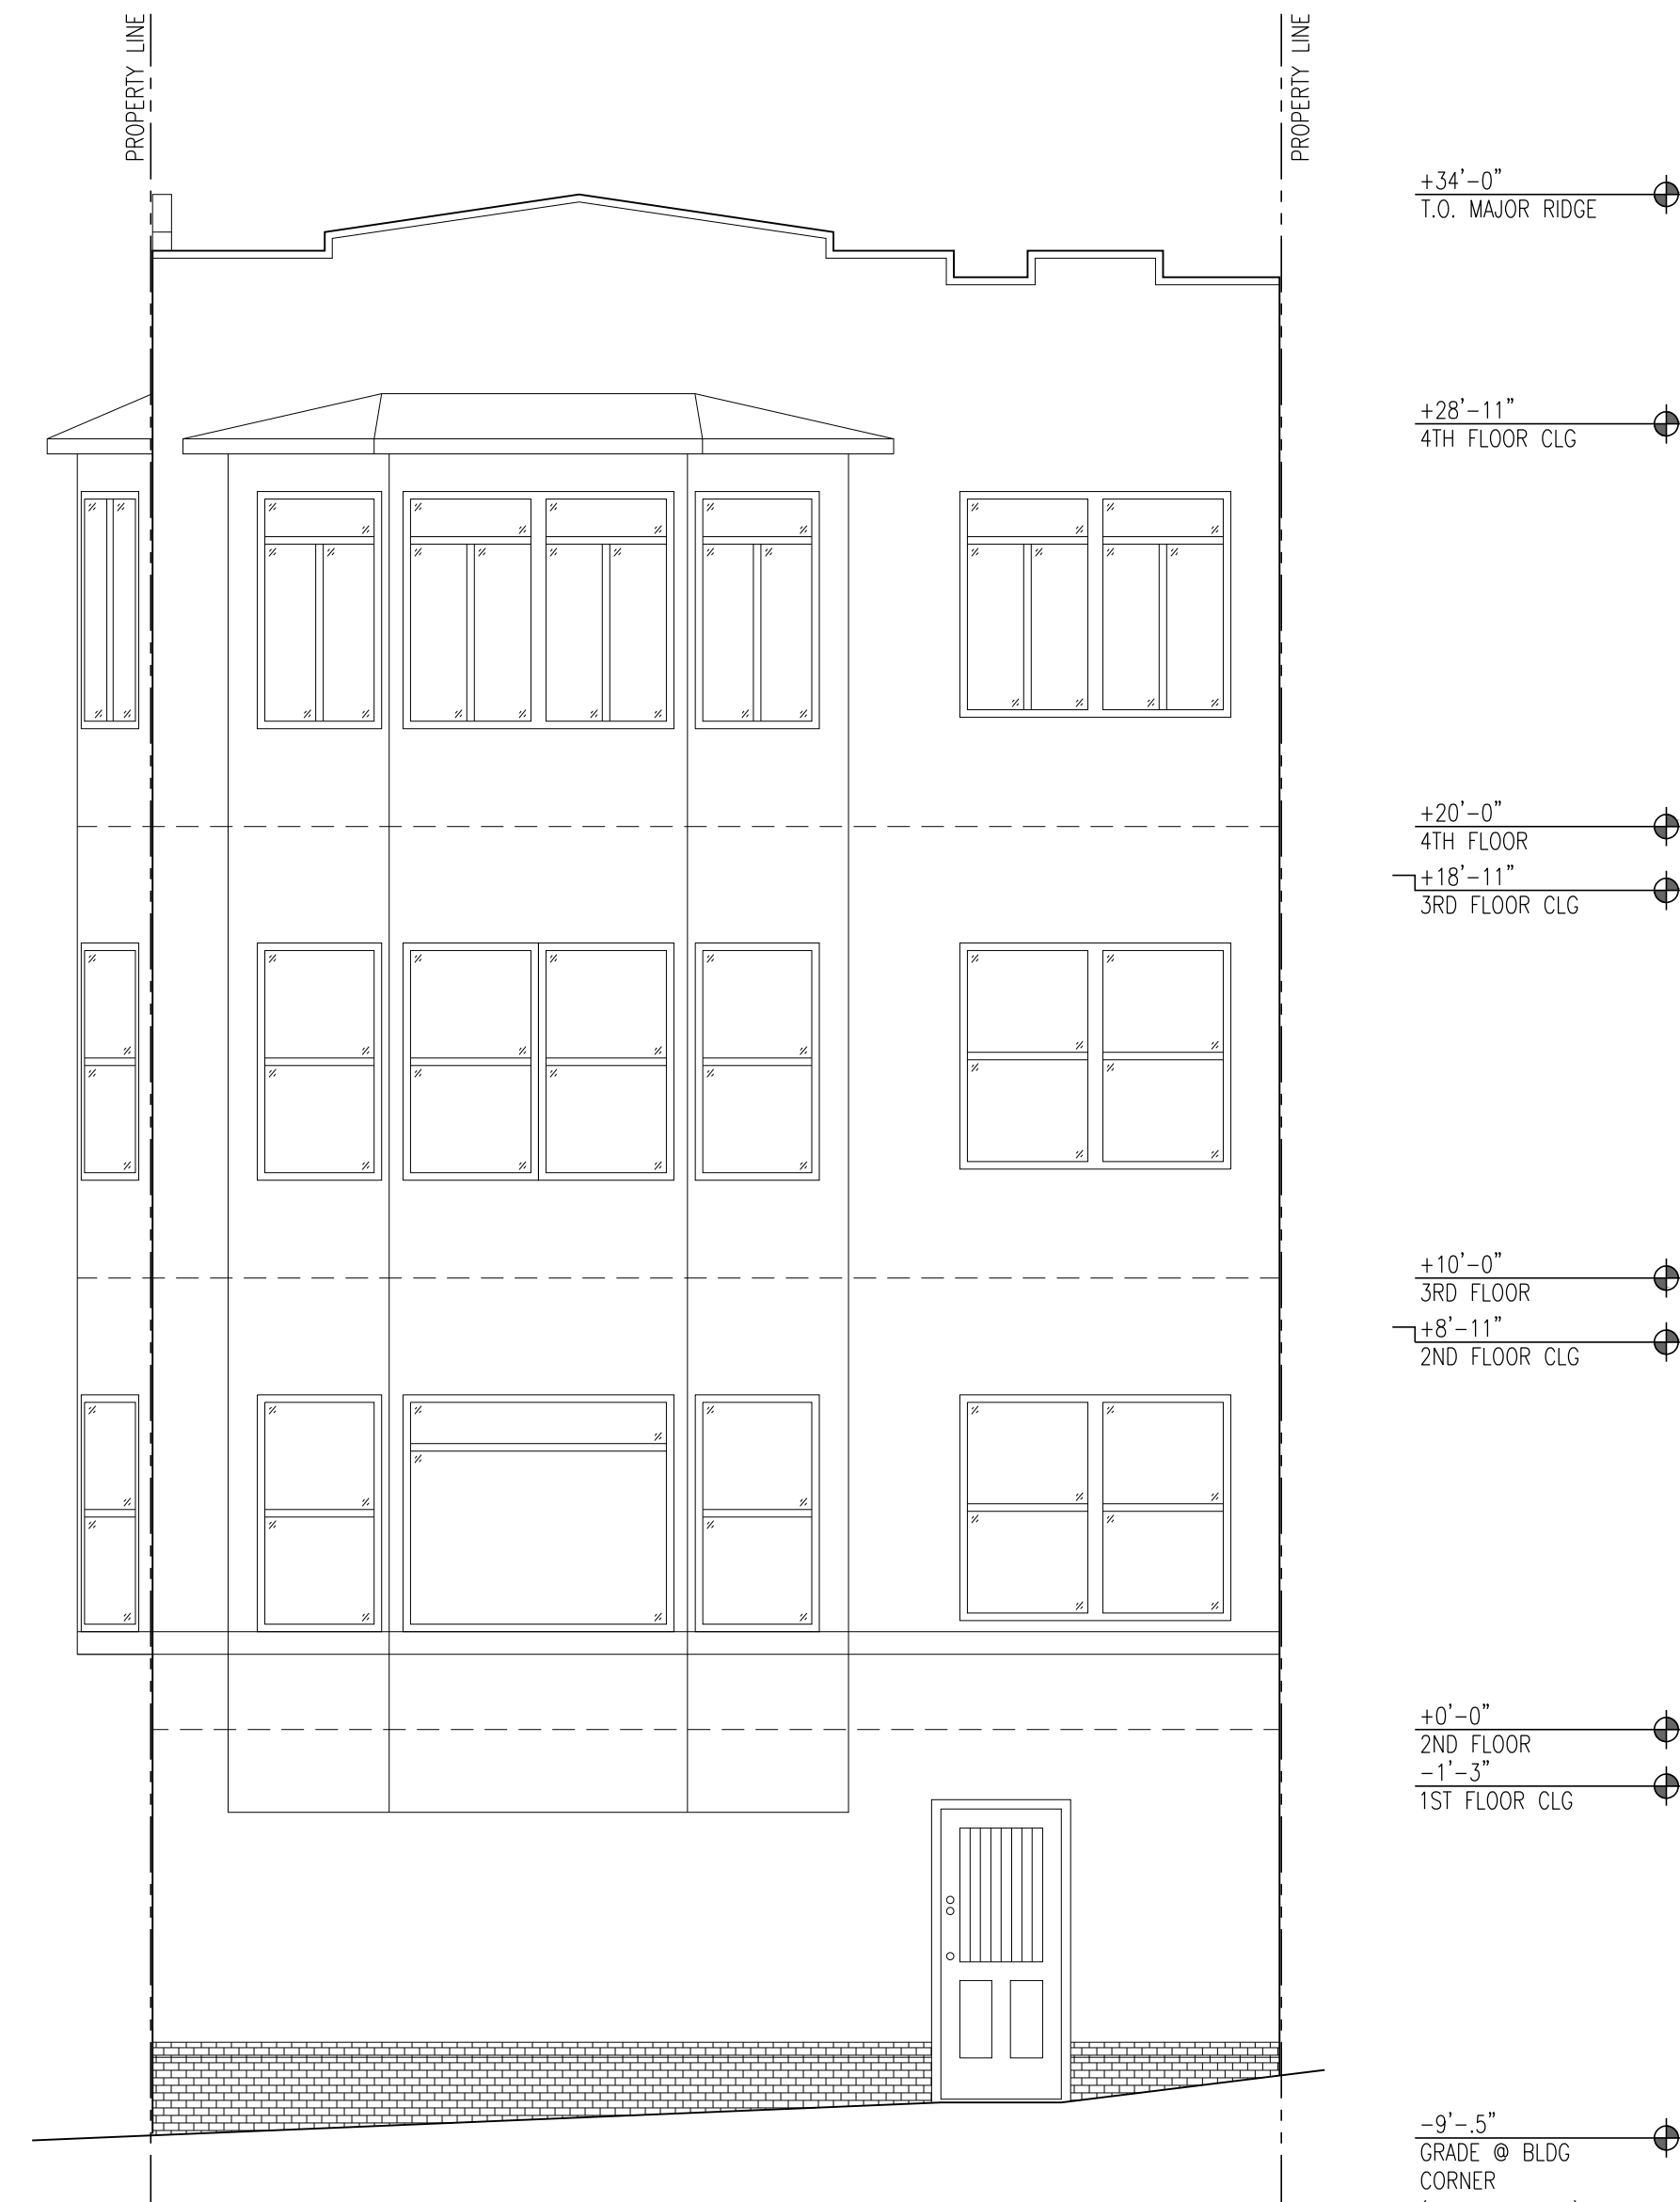 PROPERTY LINE
PROPERTY LINE
+34'-0"
T.O. MAJOR RIDGE
+28'-11"
4TH FLOOR CLG
+20'-0"
4TH FLOOR
+18'-11"
3RD FLOOR CLG
+10'-0"
3RD FLOOR
+8'-11"
2ND FLOOR CLG
+0'-0"
2ND FLOOR
-1'-3"
1ST FLOOR CLG
-9'-.5"
GRADE @ BLDG
CORNER